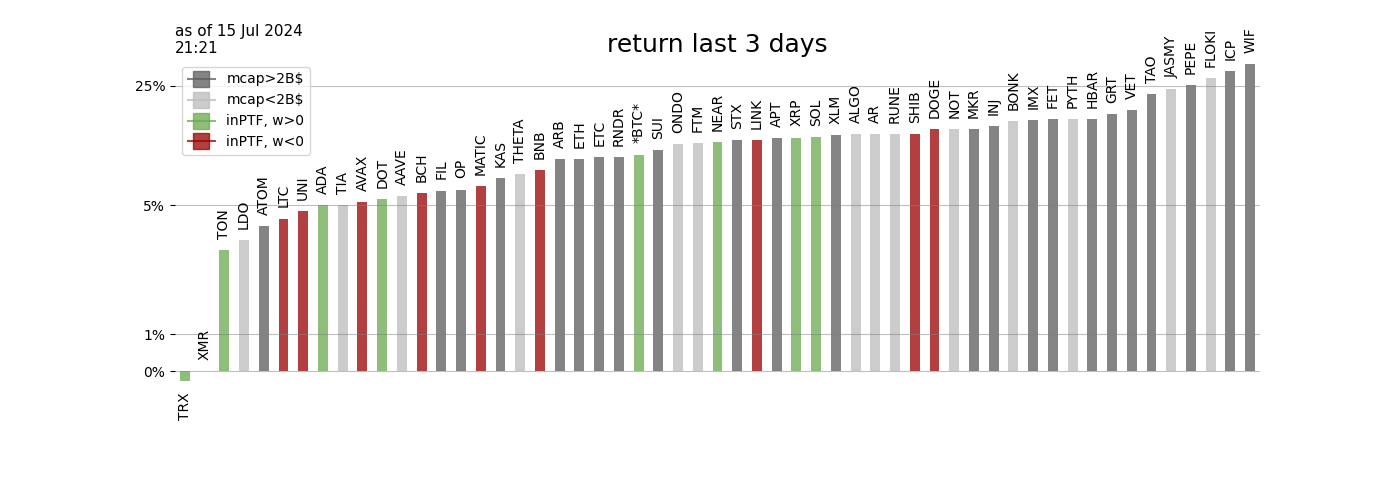 as of 15 Jul 2024
21:21
return last 3 days
mcap>2B$
mcap<2B$
inPTF, w>0
inPTF, w<0
25%
5%
1%
0%
TRX
XMR
TON
LDO
ATOM
LTC
UNI
ADA
TIA
AVAX
DOT
AAVE
BCH
FIL
OP
MATIC
KAS
THETA
BNB
ARB
ETH
ETC
RNDR
*BTC*
SUI
ONDO
FTM
NEAR
STX
LINK
APT
XRP
SOL
XLM
ALGO
AR
RUNE
SHIB
DOGE
NOT
MKR
INJ
BONK
IMX
FET
PYTH
HBAR
GRT
VET
TAO
JASMY
PEPE
FLOKI
ICP
WIF